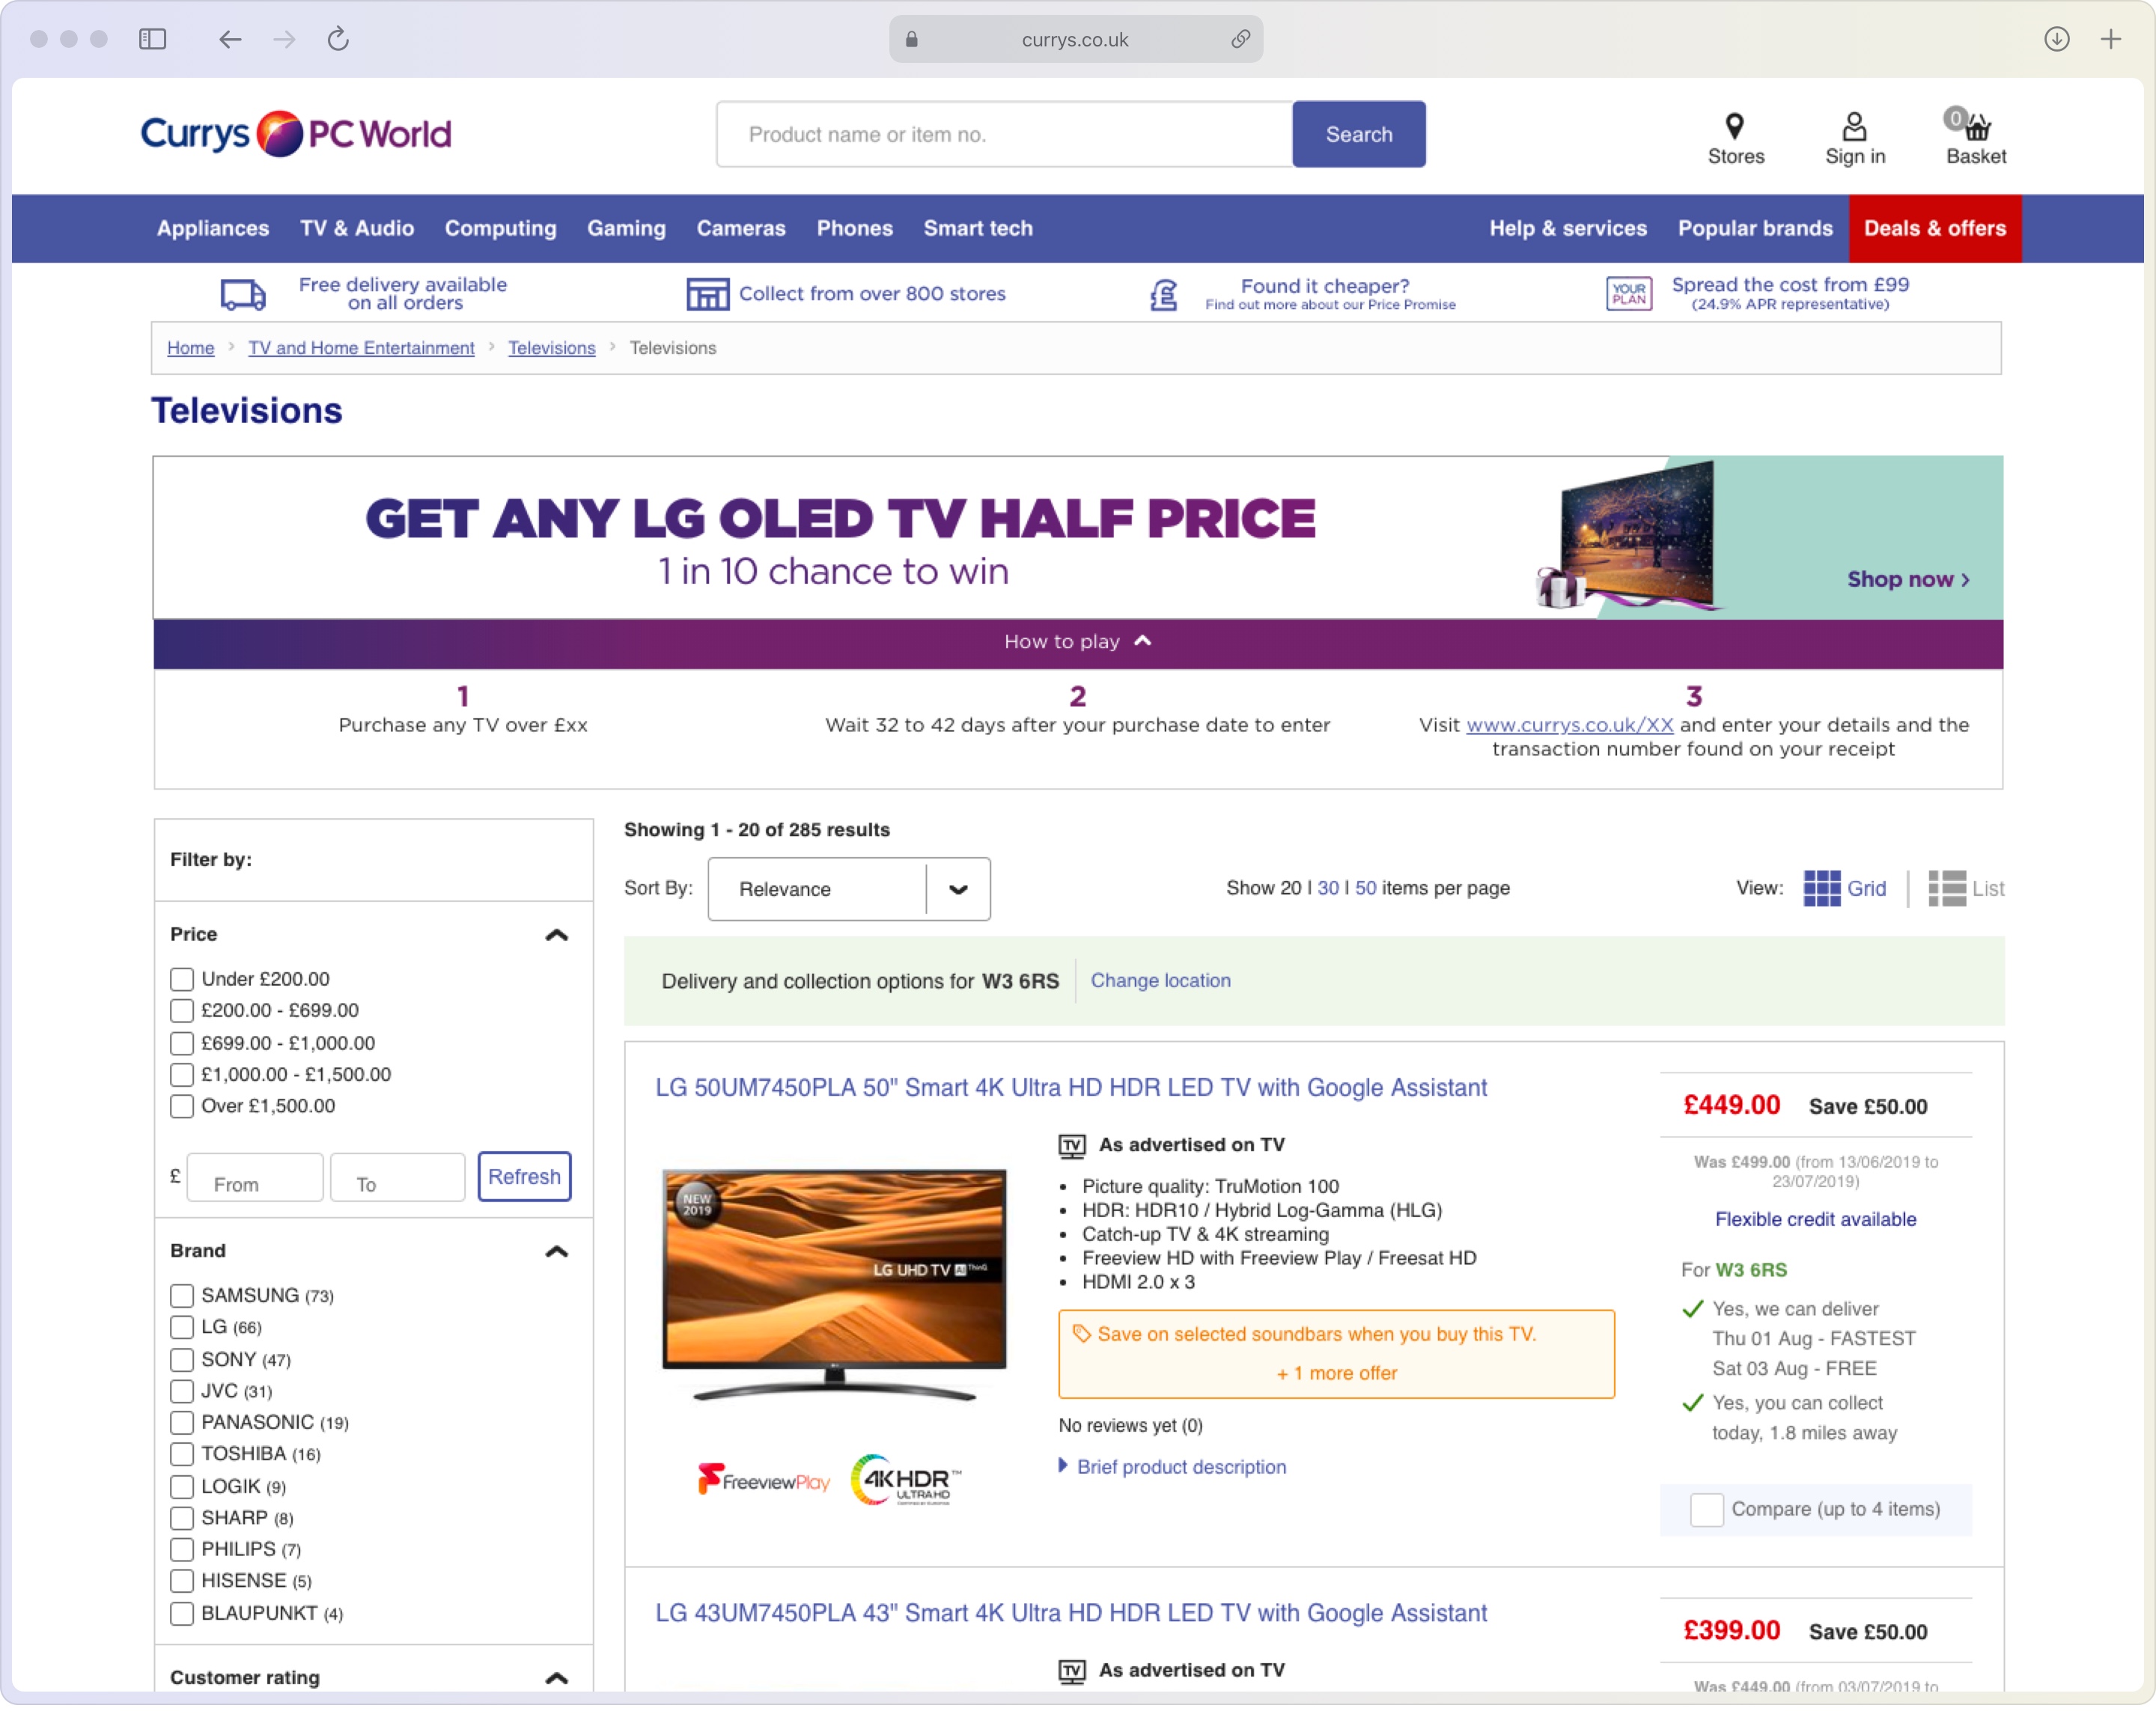 currys.co.uk
Currys PC World
Product name or item no.
Search
Stores
Sign in
0
Basket
Appliances TV & Audio Computing Gaming Cameras Phones Smart tech Help & services Popular brands Deals & offers
Free delivery available
on all orders
Collect from over 800 stores
Found it cheaper?
Find out more about our Price Promise
YOUR
PLAN
Spread the cost from £99
(24.9% APR representative)
Home › TV and Home Entertainment › Televisions › Televisions
Televisions
GET ANY LG OLED TV HALF PRICE
1 in 10 chance to win
Shop now ›
How to play
1
Purchase any TV over £xx
2
Wait 32 to 42 days after your purchase date to enter
3
Visit www.currys.co.uk/XX and enter your details and the
transaction number found on your receipt
Filter by:
Price
Under £200.00
£200.00 - £699.00
£699.00 - £1,000.00
£1,000.00 - £1,500.00
Over £1,500.00
£ From To Refresh
Brand
SAMSUNG (73)
LG (66)
SONY (47)
JVC (31)
PANASONIC (19)
TOSHIBA (16)
LOGIK (9)
SHARP (8)
PHILIPS (7)
HISENSE (5)
BLAUPUNKT (4)
Customer rating
Showing 1 - 20 of 285 results
Sort By: Relevance
Show 20 | 30 | 50 items per page
View: Grid | List
Delivery and collection options for W3 6RS Change location
LG 50UM7450PLA 50" Smart 4K Ultra HD HDR LED TV with Google Assistant
NEW
2019
LG UHD TV AI ThinQ
FreeviewPlay
4K HDR™
ULTRA HD
TV As advertised on TV
• Picture quality: TruMotion 100
• HDR: HDR10 / Hybrid Log-Gamma (HLG)
• Catch-up TV & 4K streaming
• Freeview HD with Freeview Play / Freesat HD
• HDMI 2.0 x 3
Save on selected soundbars when you buy this TV.
+ 1 more offer
No reviews yet (0)
Brief product description
£449.00 Save £50.00
Was £499.00 (from 13/06/2019 to
23/07/2019)
Flexible credit available
For W3 6RS
Yes, we can deliver
Thu 01 Aug - FASTEST
Sat 03 Aug - FREE
Yes, you can collect
today, 1.8 miles away
Compare (up to 4 items)
LG 43UM7450PLA 43" Smart 4K Ultra HD HDR LED TV with Google Assistant
TV As advertised on TV
£399.00 Save £50.00
Was £449.00 (from 03/07/2019 to